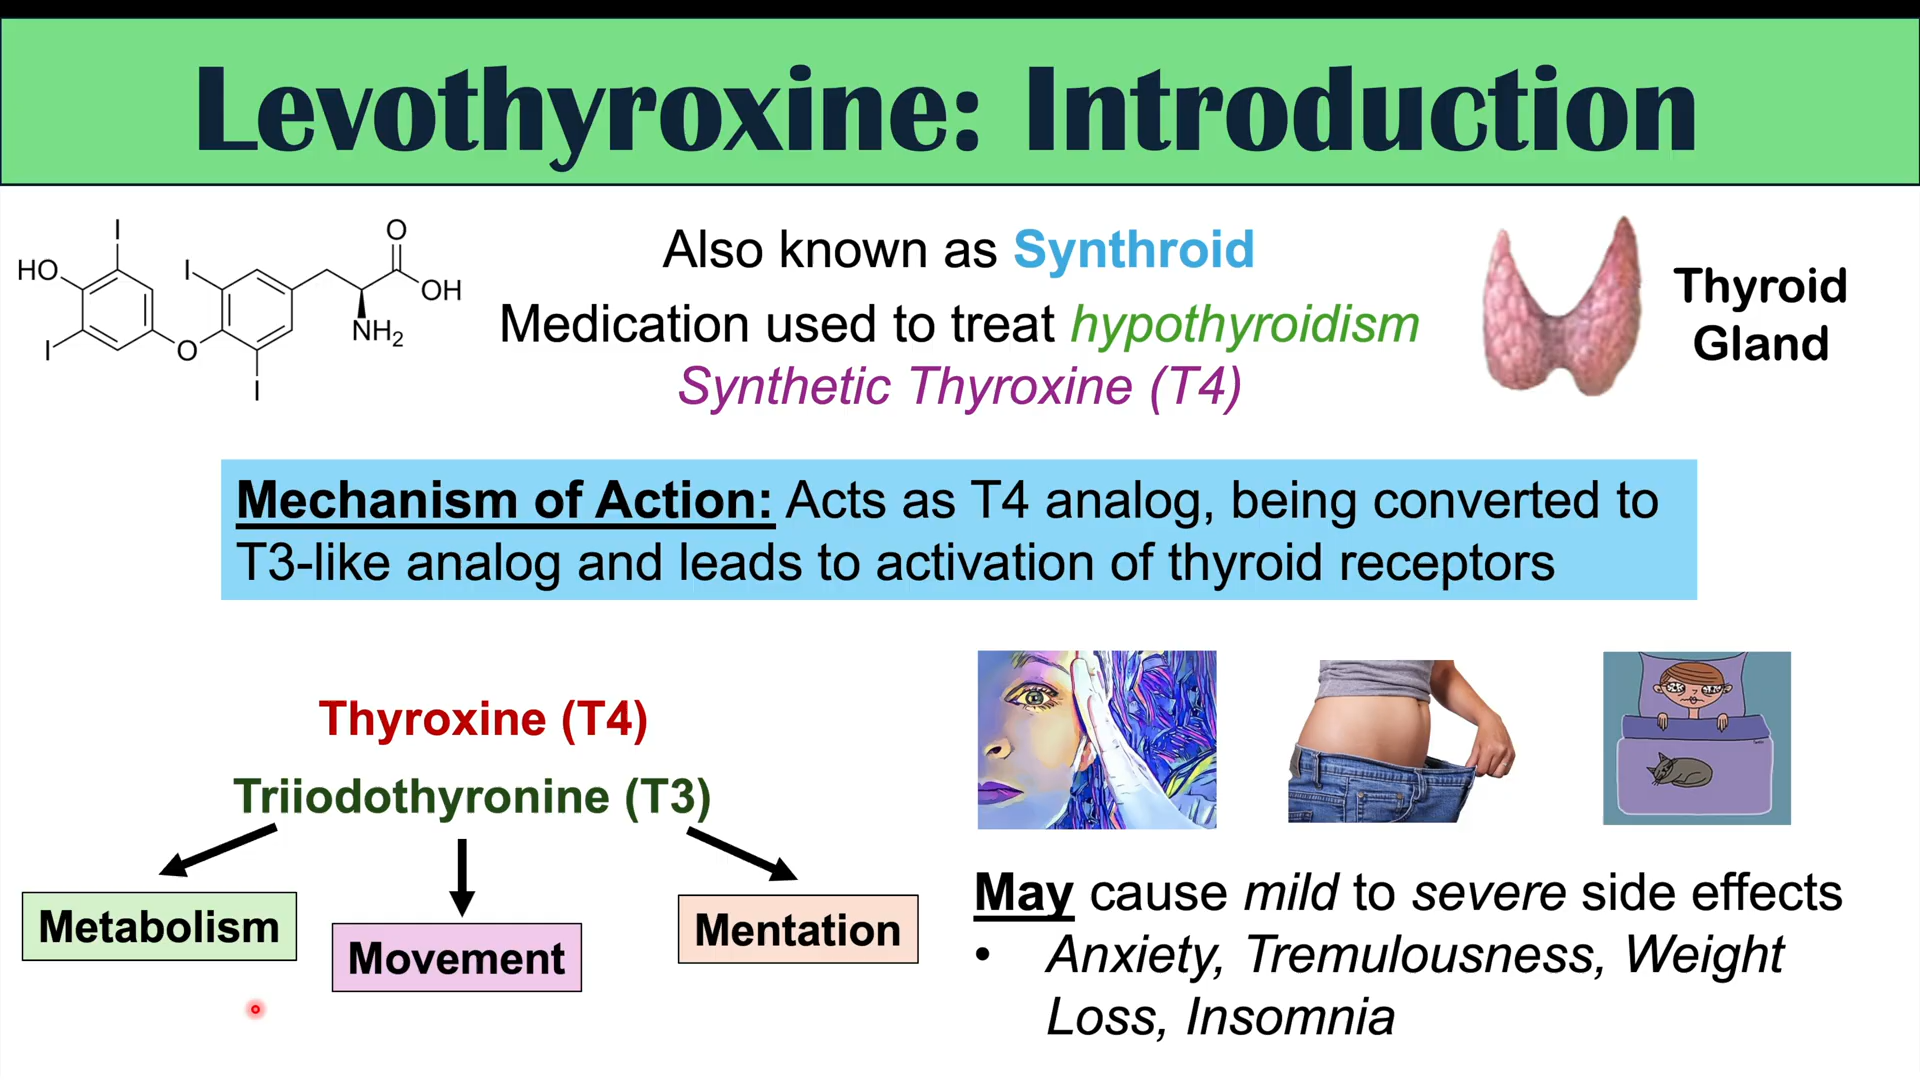 Levothyroxine: Introduction
I
HO
I
O
I
I
O
OH
NH2
Also known as Synthroid
Medication used to treat hypothyroidism
Synthetic Thyroxine (T4)
Thyroid
Gland
Mechanism of Action: Acts as T4 analog, being converted to
T3-like analog and leads to activation of thyroid receptors
Thyroxine (T4)
Triiodothyronine (T3)
Metabolism
Movement
Mentation
May cause mild to severe side effects
• Anxiety, Tremulousness, Weight
Loss, Insomnia